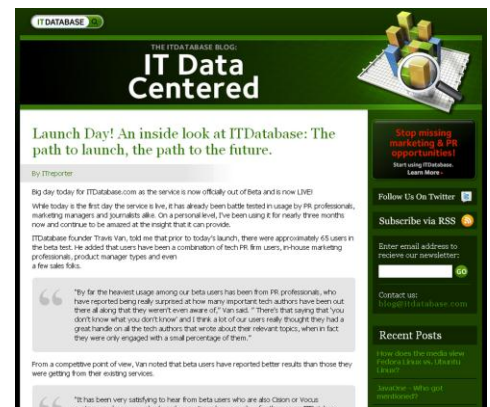 IT DATABASE
THE ITDATABASE BLOG:
IT Data
Centered
Launch Day! An inside look at ITDatabase: The
path to launch, the path to the future.
By ITreporter
Big day today for ITDatabase.com as the service is now officially out of Beta and is now LIVE!
While today is the first day the service is live, it has already been battle tested in usage by PR professionals,
marketing managers and journalists alike. On a personal level, I've been using it for nearly three months
now and continue to be amazed at the insight that it can provide.
ITDatabase founder Travis Van, told me that prior to today's launch, there were approximately 65 users in
the beta test. He added that users have been a combination of tech PR firm users, in-house marketing
professionals, product manager types and even
a few sales folks.
"By far the heaviest usage among our beta users has been from PR professionals, who
have reported being really surprised at how many important tech authors have been out
there all along that they weren't even aware of," Van said. " There's that saying that 'you
don't know what you don't know' and I think a lot of our users really thought they had a
great handle on all the tech authors that wrote about their relevant topics, when in fact
they were only engaged with a small percentage of them."
From a competitive point of view, Van noted that beta users have reported better results than those they
were getting from their existing services.
"It has been very satisfying to hear from beta users who are also Cision or Vocus
Stop missing
marketing & PR
opportunities!
Start using ITDatabase.
Learn More
Follow Us On Twitter
Subscribe via RSS
Enter email address to
recieve our newsletter:
GO
Contact us:
blog@itdatabase.com
Recent Posts
How does the media view
Fedora Linux vs. Ubuntu
Linux?
JavaOne - Who got
mentioned?